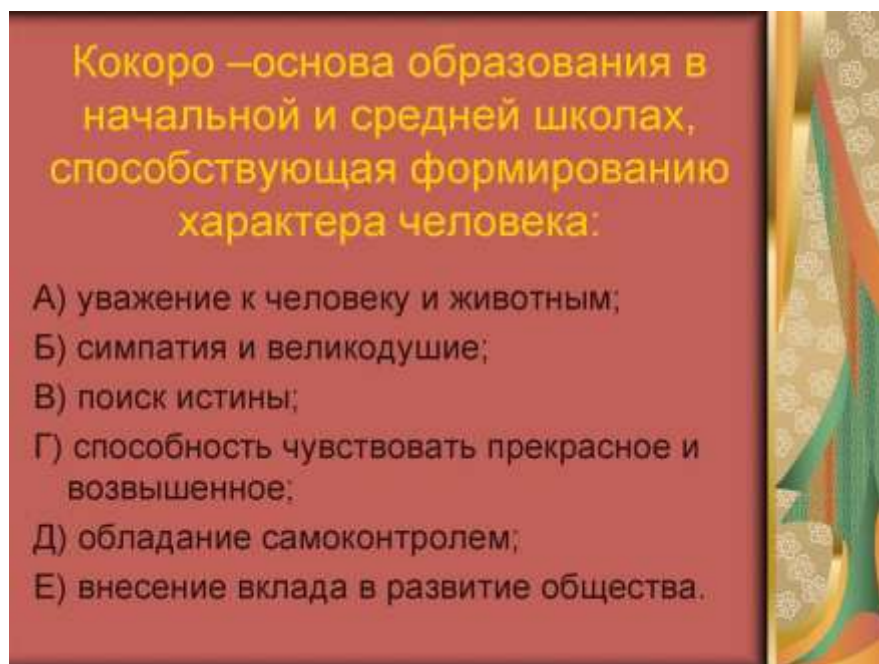 Кокоро –основа образования в
начальной и средней школах,
способствующая формированию
характера человека:
А) уважение к человеку и животным;
Б) симпатия и великодушие;
В) поиск истины;
Г) способность чувствовать прекрасное и
возвышенное;
Д) обладание самоконтролем;
Е) внесение вклада в развитие общества.